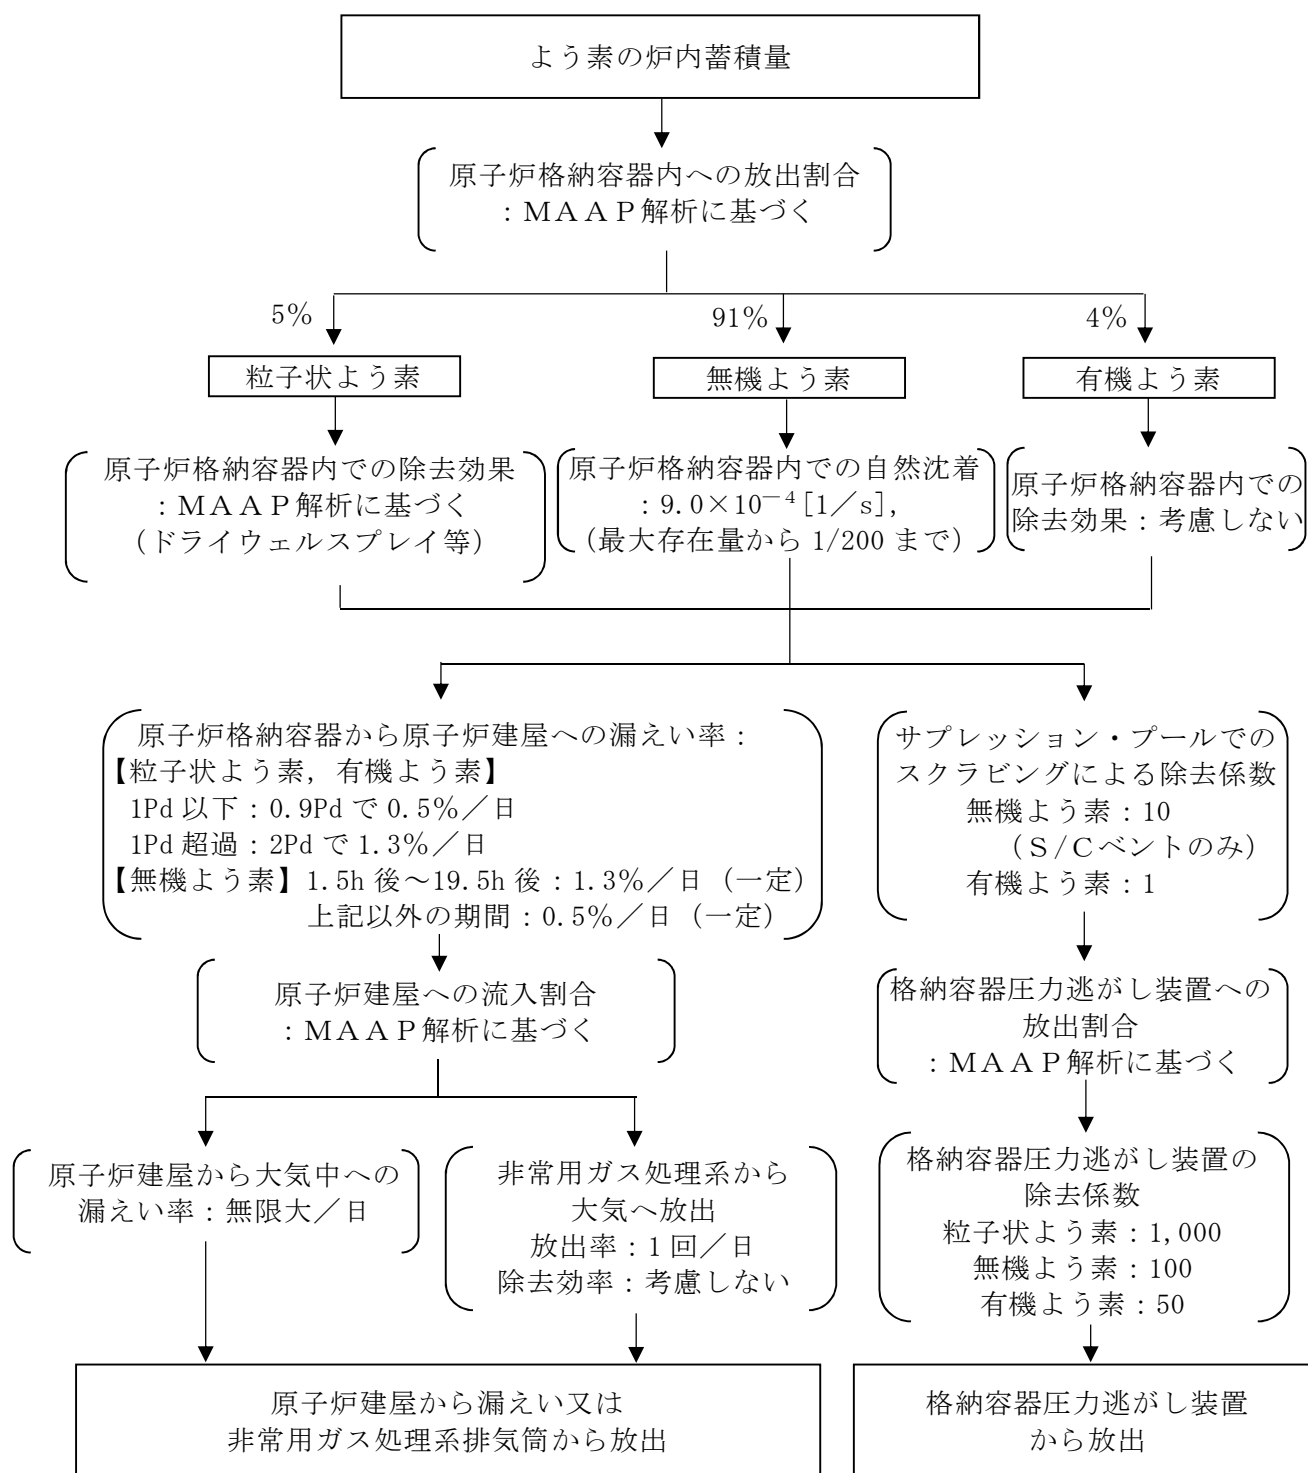 よう素の炉内蓄積量
原子炉格納容器内への放出割合
：ＭＡＡＰ解析に基づく
5%
91%
4%
粒子状よう素
無機よう素
有機よう素
原子炉格納容器内での除去効果
：ＭＡＡＰ解析に基づく
（ドライウェルスプレイ等）
原子炉格納容器内での自然沈着
：9.0×10⁻⁴[1／s]，
（最大存在量から 1/200 まで）
原子炉格納容器内での
除去効果：考慮しない
原子炉格納容器から原子炉建屋への漏えい率：
【粒子状よう素，有機よう素】
1Pd 以下：0.9Pd で 0.5%／日
1Pd 超過：2Pd で 1.3%／日
【無機よう素】1.5h 後～19.5h 後：1.3%／日（一定）
上記以外の期間：0.5%／日（一定）
サプレッション・プールでの
スクラビングによる除去係数
無機よう素：10
（Ｓ/Ｃベントのみ）
有機よう素：1
原子炉建屋への流入割合
：ＭＡＡＰ解析に基づく
格納容器圧力逃がし装置への
放出割合
：ＭＡＡＰ解析に基づく
原子炉建屋から大気中への
漏えい率：無限大／日
非常用ガス処理系から
大気へ放出
放出率：1 回／日
除去効率：考慮しない
格納容器圧力逃がし装置の
除去係数
粒子状よう素：1,000
無機よう素：100
有機よう素：50
原子炉建屋から漏えい又は
非常用ガス処理系排気筒から放出
格納容器圧力逃がし装置
から放出